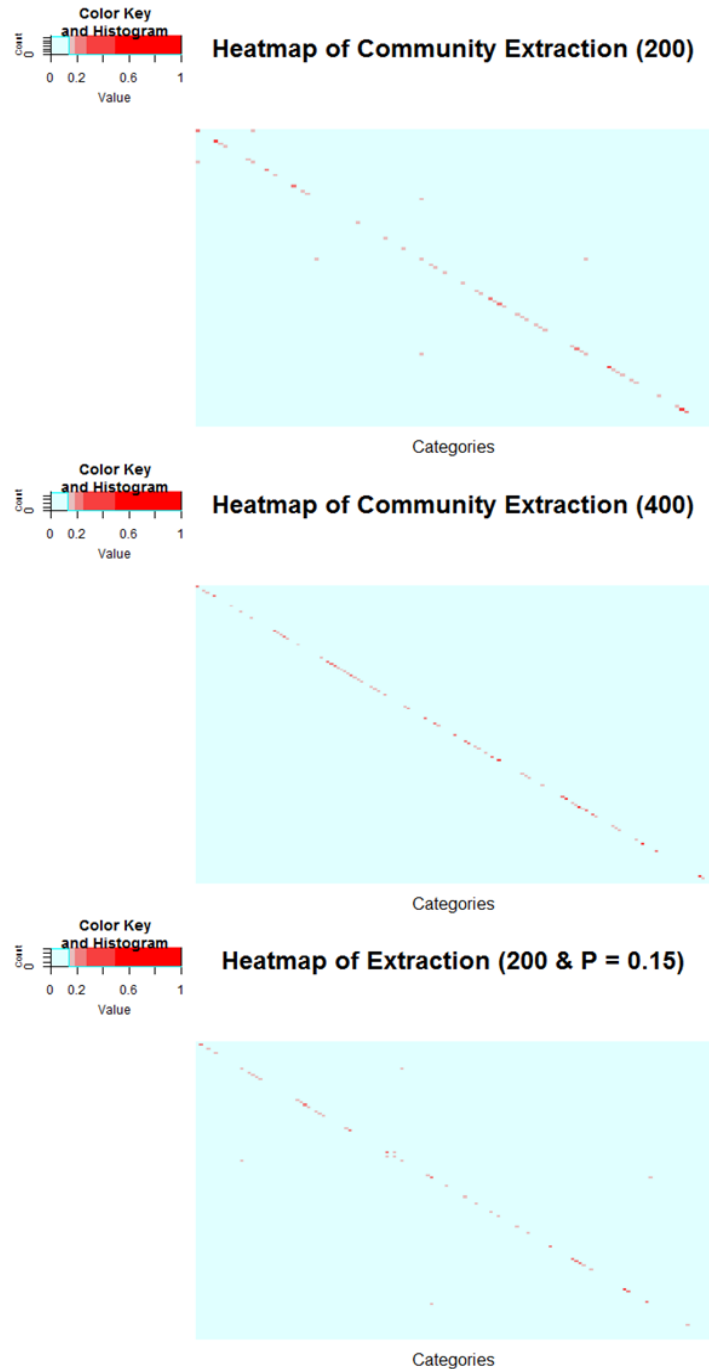 Color Key
and Histogram
Count
0
0 0.2 0.6 1
Value
Heatmap of Community Extraction (200)
Categories
Color Key
and Histogram
Count
0
0 0.2 0.6 1
Value
Heatmap of Community Extraction (400)
Categories
Color Key
and Histogram
Count
0
0 0.2 0.6 1
Value
Heatmap of Extraction (200 & P = 0.15)
Categories